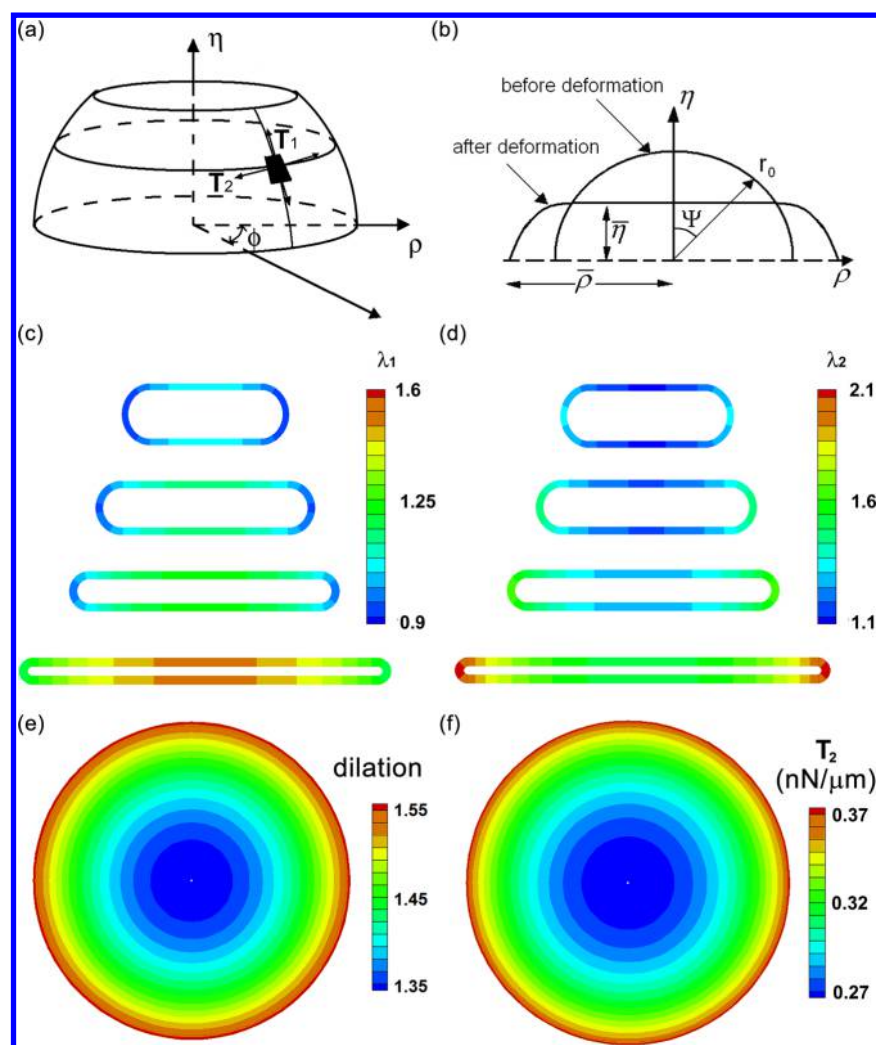 (a)
η
T̄1
T2
ϕ
ρ
(b)
before deformation
η
after deformation
r0
η̅
Ψ
ρ̅
ρ
(c)
λ1
1.6
1.25
0.9
(d)
λ2
2.1
1.6
1.1
(e)
dilation
1.55
1.45
1.35
(f)
T2
(nN/μm)
0.37
0.32
0.27